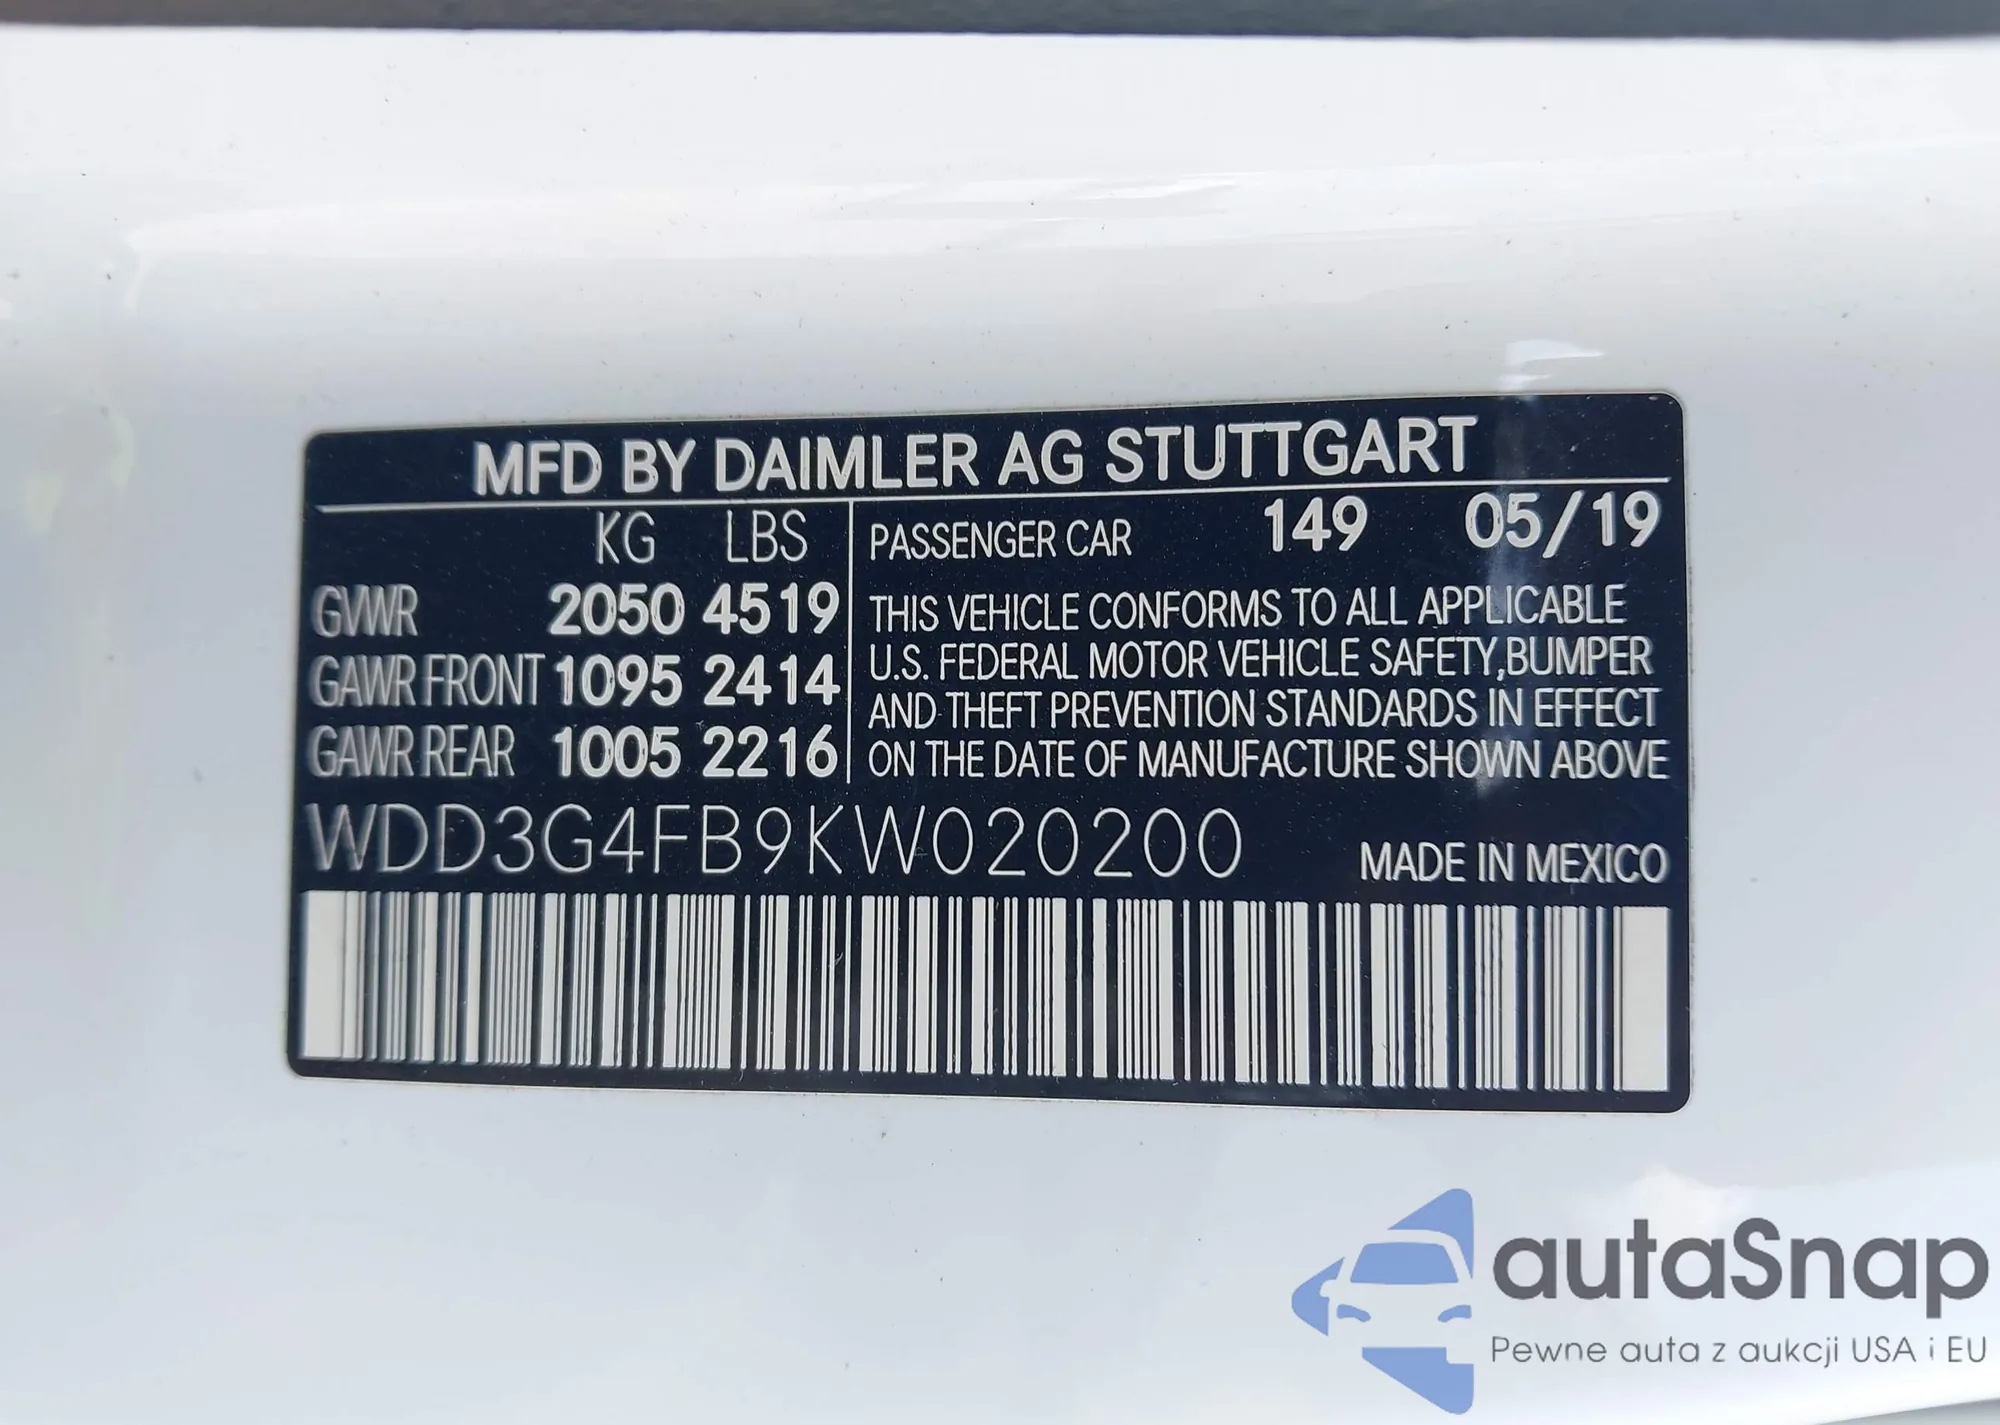 MFD BY DAIMLER AG STUTTGART
KG LBS
GVWR 2050 4519
GAWR FRONT 1095 2414
GAWR REAR 1005 2216
PASSENGER CAR 149 05/19
THIS VEHICLE CONFORMS TO ALL APPLICABLE
U.S. FEDERAL MOTOR VEHICLE SAFETY,BUMPER
AND THEFT PREVENTION STANDARDS IN EFFECT
ON THE DATE OF MANUFACTURE SHOWN ABOVE
WDD3G4FB9KW020200
MADE IN MEXICO
autaSnap
Pewne auta z aukcji USA i EU